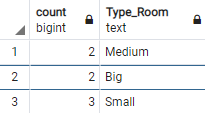 count Type_Room
bigint text
1 2 Medium
2 2 Big
3 3 Small